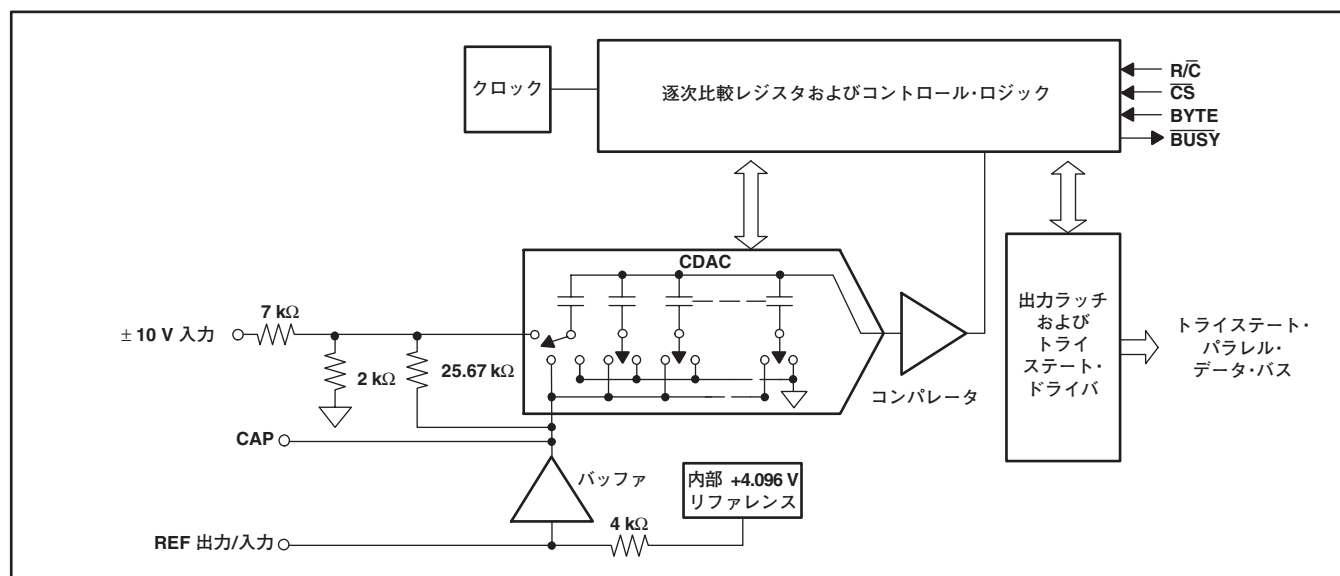 クロック
逐次比較レジスタおよびコントロール・ロジック
R/C̅
C̅S̅
BYTE
B̅U̅S̅Y̅
CDAC
7 kΩ
± 10 V 入力
2 kΩ
25.67 kΩ
コンパレータ
出力ラッチ
および
トライ
ステート・
ドライバ
トライステート・
パラレル・
データ・バス
CAP
バッファ
内部 +4.096 V
リファレンス
4 kΩ
REF 出力/入力